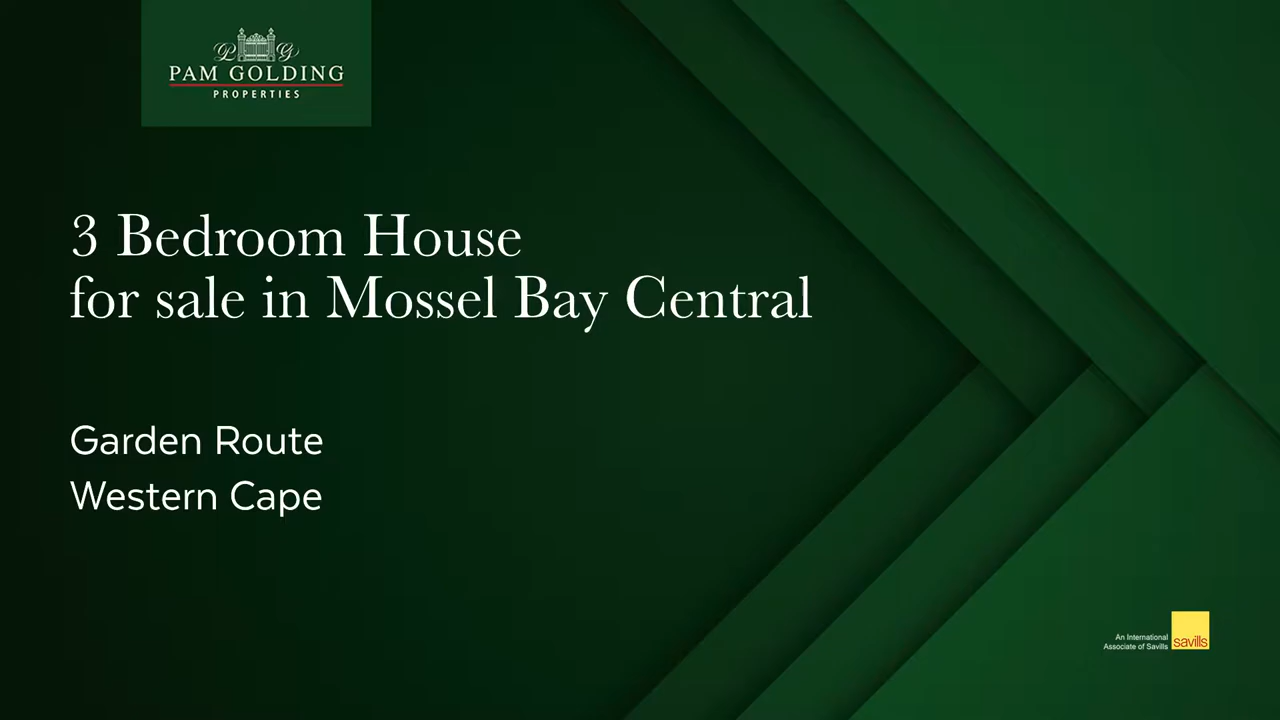 P G
PAM GOLDING
PROPERTIES
3 Bedroom House
for sale in Mossel Bay Central
Garden Route
Western Cape
An International
Associate of Savills
savills